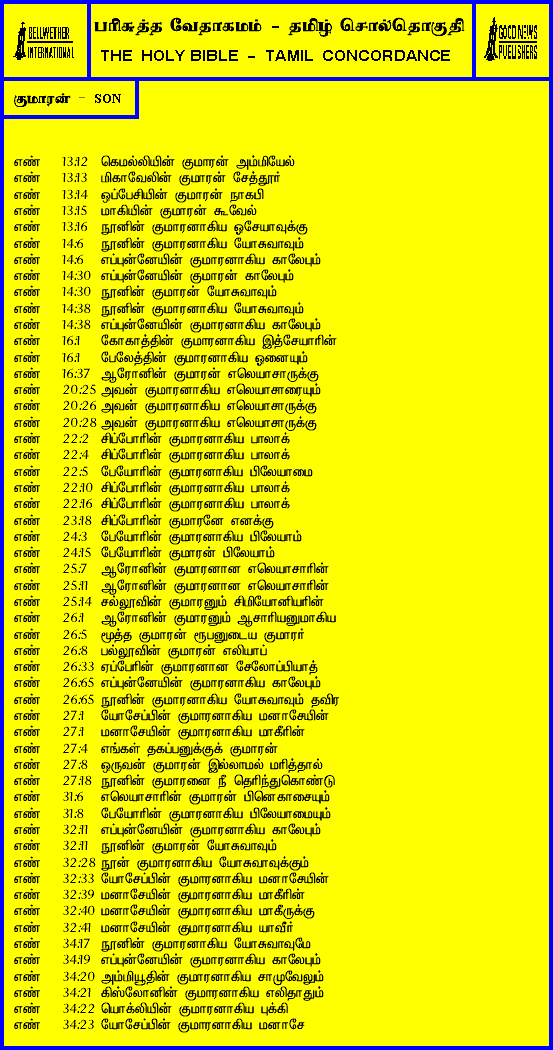 BELLWETHER
INTERNATIONAL
பரிசுத்த வேதாகமம் - தமிழ் சொல்தொகுதி
THE HOLY BIBLE - TAMIL CONCORDANCE
GOOD NEWS
PUBLISHERS
குமாரன் - SON
எண் 13:12 கெமல்லியின் குமாரன் அம்மியேல்
எண் 13:13 மிகாவேலின் குமாரன் சேத்தூர்
எண் 13:14 ஒப்பேசியின் குமாரன் நாகபி
எண் 13:15 மாகியின் குமாரன் கூவேல்
எண் 13:16 நூனின் குமாரனாகிய ஓசேயாவுக்கு
எண் 14:6 நூனின் குமாரனாகிய யோசுவாவும்
எண் 14:6 எப்புன்னேயின் குமாரனாகிய காலேபும்
எண் 14:30 எப்புன்னேயின் குமாரன் காலேபும்
எண் 14:30 நூனின் குமாரன் யோசுவாவும்
எண் 14:38 நூனின் குமாரனாகிய யோசுவாவும்
எண் 14:38 எப்புன்னேயின் குமாரனாகிய காலேபும்
எண் 16:1 கோகாத்தின் குமாரனாகிய இத்சேயாரின்
எண் 16:1 பேலேத்தின் குமாரனாகிய ஓனையும்
எண் 16:37 ஆரோனின் குமாரன் எலெயாசாருக்கு
எண் 20:25 அவன் குமாரனாகிய எலெயாசாரையும்
எண் 20:26 அவன் குமாரனாகிய எலெயாசாருக்கு
எண் 20:28 அவன் குமாரனாகிய எலெயாசாருக்கு
எண் 22:2 சிப்போரின் குமாரனாகிய பாலாக்
எண் 22:4 சிப்போரின் குமாரனாகிய பாலாக்
எண் 22:5 பேயோரின் குமாரனாகிய பிலேயாமை
எண் 22:10 சிப்போரின் குமாரனாகிய பாலாக்
எண் 22:16 சிப்போரின் குமாரனாகிய பாலாக்
எண் 23:18 சிப்போரின் குமாரனே எனக்கு
எண் 24:3 பேயோரின் குமாரனாகிய பிலேயாம்
எண் 24:15 பேயோரின் குமாரன் பிலேயாம்
எண் 25:7 ஆரோனின் குமாரனான எலெயாசாரின்
எண் 25:11 ஆரோனின் குமாரனான எலெயாசாரின்
எண் 25:14 சல்லூவின் குமாரனும் சிமியோனியரின்
எண் 26:1 ஆரோனின் குமாரனும் ஆசாரியனுமாகிய
எண் 26:5 மூத்த குமாரன் ரூபனுடைய குமாரர்
எண் 26:8 பல்லூவின் குமாரன் எலியாப்
எண் 26:33 ஏப்பேரின் குமாரனான சேலோப்பியாத்
எண் 26:65 எப்புன்னேயின் குமாரனாகிய காலேபும்
எண் 26:65 நூனின் குமாரனாகிய யோசுவாவும் தவிர
எண் 27:1 யோசேப்பின் குமாரனாகிய மனாசேயின்
எண் 27:1 மனாசேயின் குமாரனாகிய மாகீரின்
எண் 27:4 எங்கள் தகப்பனுக்குக் குமாரன்
எண் 27:8 ஒருவன் குமாரன் இல்லாமல் மரித்தால்
எண் 27:18 நூனின் குமாரனை நீ தெரிந்துகொண்டு
எண் 31:6 எலெயாசாரின் குமாரன் பினெகாசையும்
எண் 31:8 பேயோரின் குமாரனாகிய பிலேயாமையும்
எண் 32:11 எப்புன்னேயின் குமாரனாகிய காலேபும்
எண் 32:11 நூனின் குமாரன் யோசுவாவும்
எண் 32:28 நூன் குமாரனாகிய யோசுவாவுக்கும்
எண் 32:33 யோசேப்பின் குமாரனாகிய மனாசேயின்
எண் 32:39 மனாசேயின் குமாரனாகிய மாகீரின்
எண் 32:40 மனாசேயின் குமாரனாகிய மாகீருக்கு
எண் 32:41 மனாசேயின் குமாரனாகிய யாவீர்
எண் 34:17 நூனின் குமாரனாகிய யோசுவாவுமே
எண் 34:19 எப்புன்னேயின் குமாரனாகிய காலேபும்
எண் 34:20 அம்மியூதின் குமாரனாகிய சாமுவேலும்
எண் 34:21 கிஸ்லோனின் குமாரனாகிய எலிதாதும்
எண் 34:22 யொக்லியின் குமாரனாகிய புக்கி
எண் 34:23 யோசேப்பின் குமாரனாகிய மனாசே